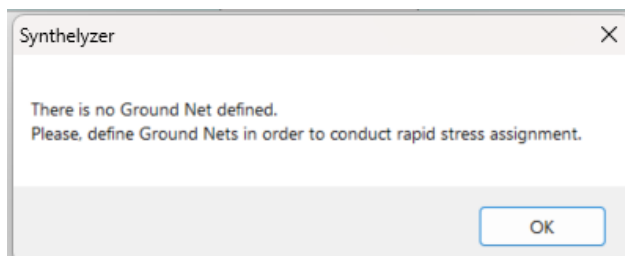 Synthelyzer
There is no Ground Net defined.
Please, define Ground Nets in order to conduct rapid stress assignment.
OK